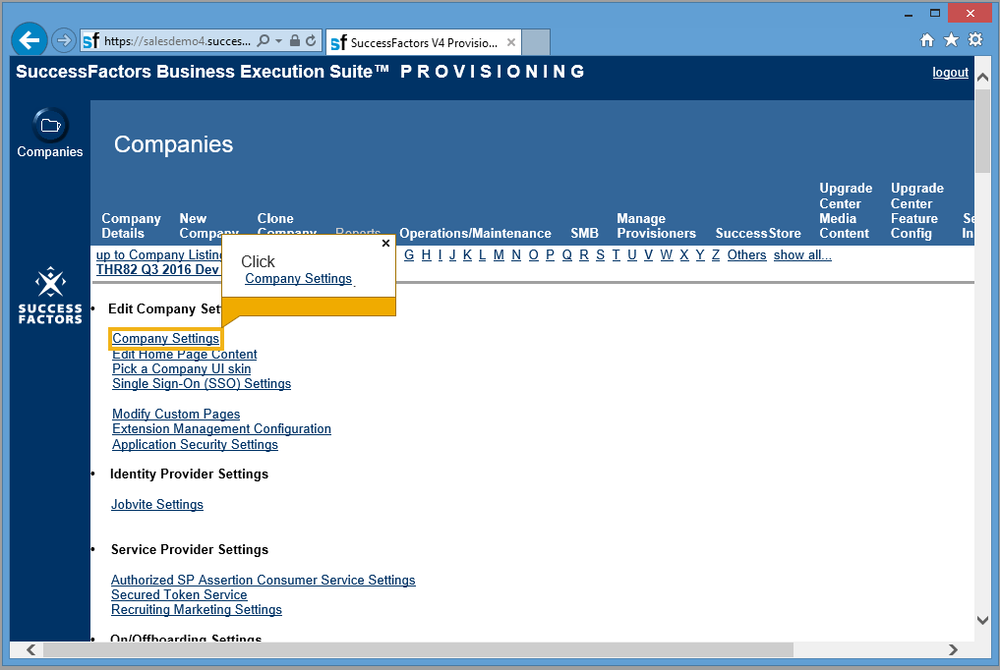 https://salesdemo4.succes...
SuccessFactors V4 Provisio...
SuccessFactors Business Execution Suite™ PROVISIONING
logout
Companies
Companies
Company Details
New Company
Clone Company
Reports
Operations/Maintenance
SMB
Manage Provisioners
SuccessStore
Upgrade Center Media Content
Upgrade Center Feature Config
Se
In
up to Company Listing
G H I J K L M N O P Q R S T U V W X Y Z Others show all...
THR82 Q3 2016 Dev
Click
Company Settings
SUCCESS
FACTORS
• Edit Company Set
Company Settings
Edit Home Page Content
Pick a Company UI skin
Single Sign-On (SSO) Settings
Modify Custom Pages
Extension Management Configuration
Application Security Settings
• Identity Provider Settings
Jobvite Settings
• Service Provider Settings
Authorized SP Assertion Consumer Service Settings
Secured Token Service
Recruiting Marketing Settings
• On/Offboarding Settings